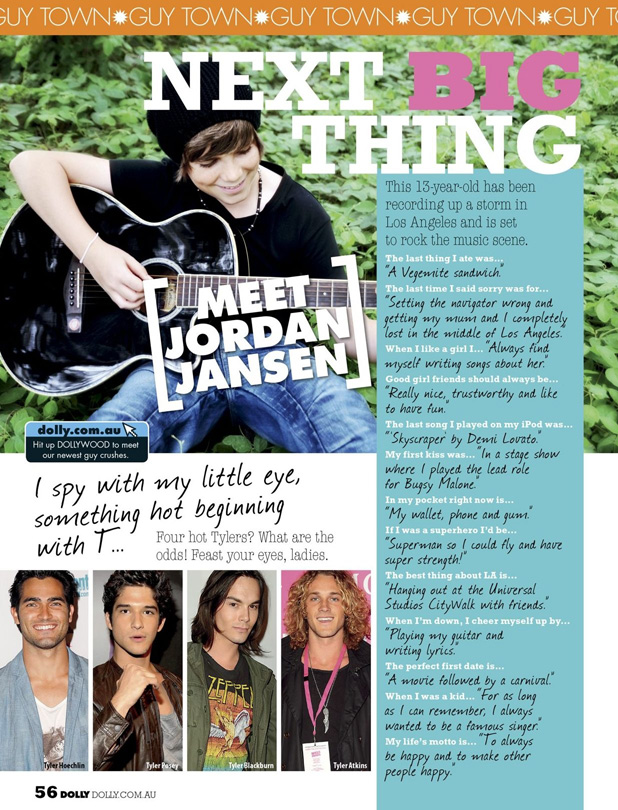 GUY TOWN✹GUY TOWN✹GUY TOWN✹GUY TOWN✹GUY T
NEXT BIG
THING
This 13-year-old has been
recording up a storm in
Los Angeles and is set
to rock the music scene.
The last thing I ate was...
"A Vegemite sandwich."
The last time I said sorry was for...
"Setting the navigator wrong and
getting my mum and I completely
lost in the middle of Los Angeles."
When I like a girl I... "Always find
myself writing songs about her."
Good girl friends should always be...
"Really nice, trustworthy and like
to have fun."
The last song I played on my iPod was...
"'Skyscraper' by Demi Lovato."
My first kiss was... "In a stage show
where I played the lead role
for Bugsy Malone."
In my pocket right now is...
"My wallet, phone and gum."
If I was a superhero I'd be...
"Superman so I could fly and have
super strength!"
The best thing about LA is...
"Hanging out at the Universal
Studios CityWalk with friends."
When I'm down, I cheer myself up by...
"Playing my guitar and
writing lyrics."
The perfect first date is...
"A movie followed by a carnival."
When I was a kid... "For as long
as I can remember, I always
wanted to be a famous singer."
My life's motto is... "To always
be happy and to make other
people happy."
[MEET
JORDAN
JANSEN]
dolly.com.au
Hit up DOLLYWOOD to meet
our newest guy crushes.
I spy with my little eye,
something hot beginning
with T...
Four hot Tylers? What are the
odds! Feast your eyes, ladies.
ZEPPEL
Tyler Hoechlin
Tyler Posey
Tyler Blackburn
Tyler Atkins
56 DOLLY DOLLY.COM.AU